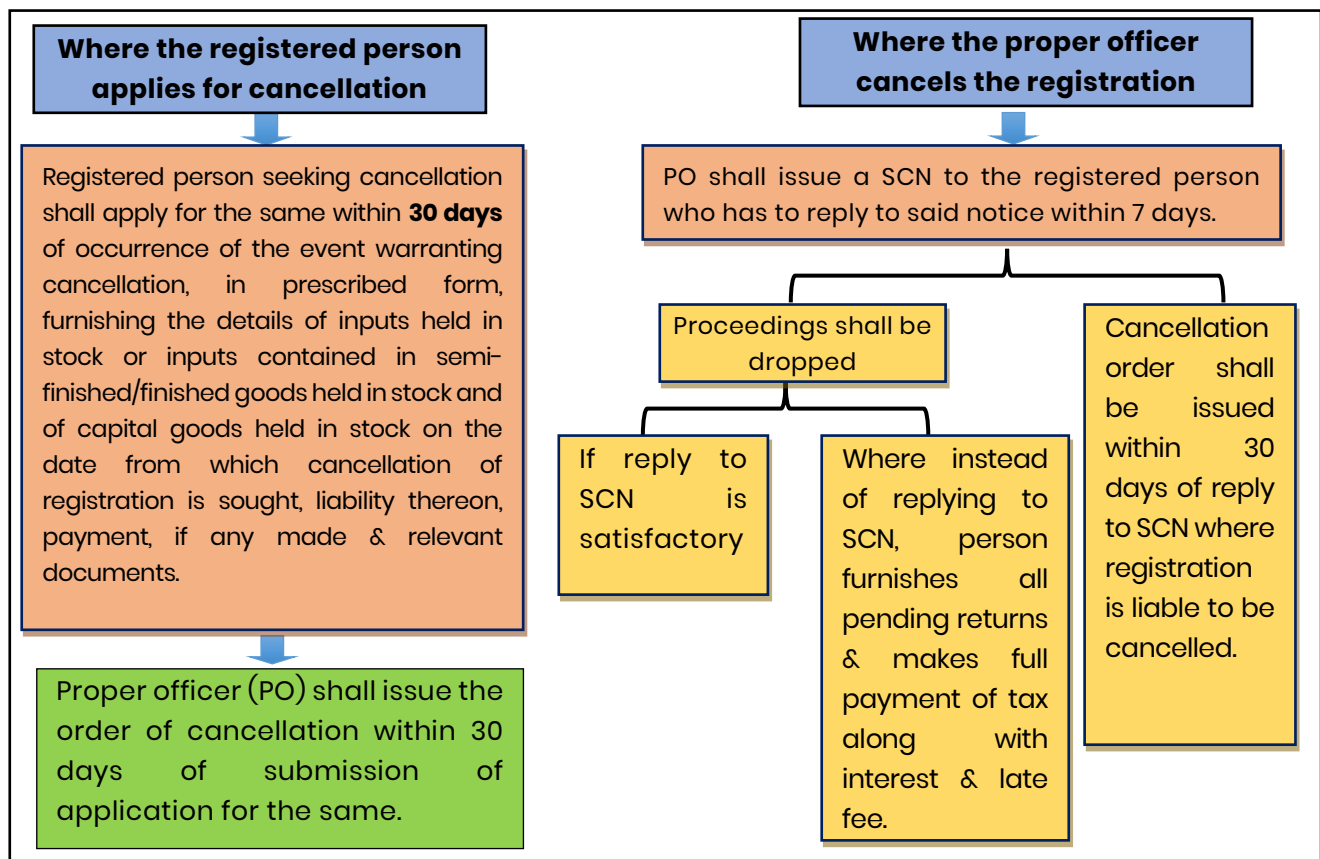 Where the registered person
applies for cancellation
Registered person seeking cancellation
shall apply for the same within 30 days
of occurrence of the event warranting
cancellation, in prescribed form,
furnishing the details of inputs held in
stock or inputs contained in semi-
finished/finished goods held in stock and
of capital goods held in stock on the
date from which cancellation of
registration is sought, liability thereon,
payment, if any made & relevant
documents.
Proper officer (PO) shall issue the
order of cancellation within 30
days of submission of
application for the same.
Where the proper officer
cancels the registration
PO shall issue a SCN to the registered person
who has to reply to said notice within 7 days.
Proceedings shall be
dropped
If reply to
SCN is
satisfactory
Where instead
of replying to
SCN, person
furnishes all
pending returns
& makes full
payment of tax
along with
interest & late
fee.
Cancellation
order shall
be issued
within 30
days of reply
to SCN where
registration
is liable to be
cancelled.